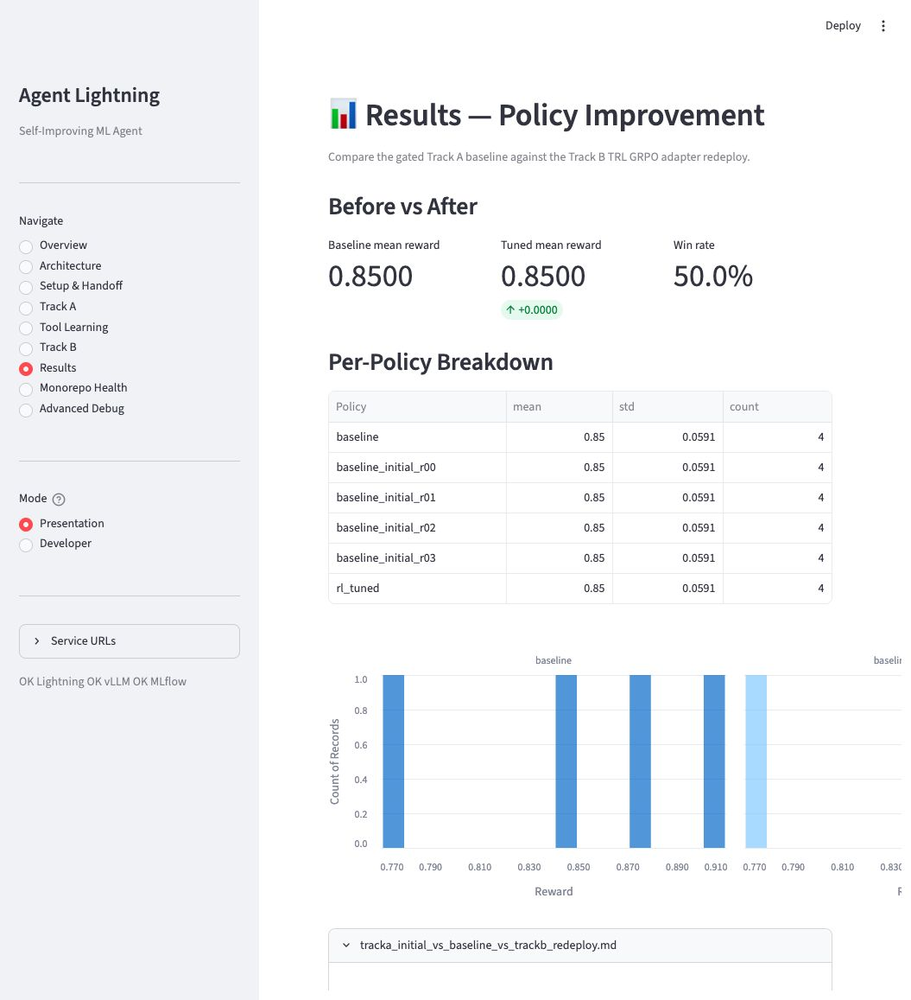 Deploy
Agent Lightning
Self-Improving ML Agent
Navigate
Overview
Architecture
Setup & Handoff
Track A
Tool Learning
Track B
Results
Monorepo Health
Advanced Debug
Mode
Presentation
Developer
Service URLs
OK Lightning OK vLLM OK MLflow
Results — Policy Improvement
Compare the gated Track A baseline against the Track B TRL GRPO adapter redeploy.
Before vs After
Baseline mean reward Tuned mean reward Win rate
0.8500 0.8500 50.0%
↑ +0.0000
Per-Policy Breakdown
Policy mean std count
baseline 0.85 0.0591 4
baseline_initial_r00 0.85 0.0591 4
baseline_initial_r01 0.85 0.0591 4
baseline_initial_r02 0.85 0.0591 4
baseline_initial_r03 0.85 0.0591 4
rl_tuned 0.85 0.0591 4
baseline
1.0
0.8
0.6
0.4
0.2
0.0
Count of Records
0.770 0.790 0.810 0.830 0.850 0.870 0.890 0.910 0.770 0.790 0.810 0.830
Reward
tracka_initial_vs_baseline_vs_trackb_redeploy.md